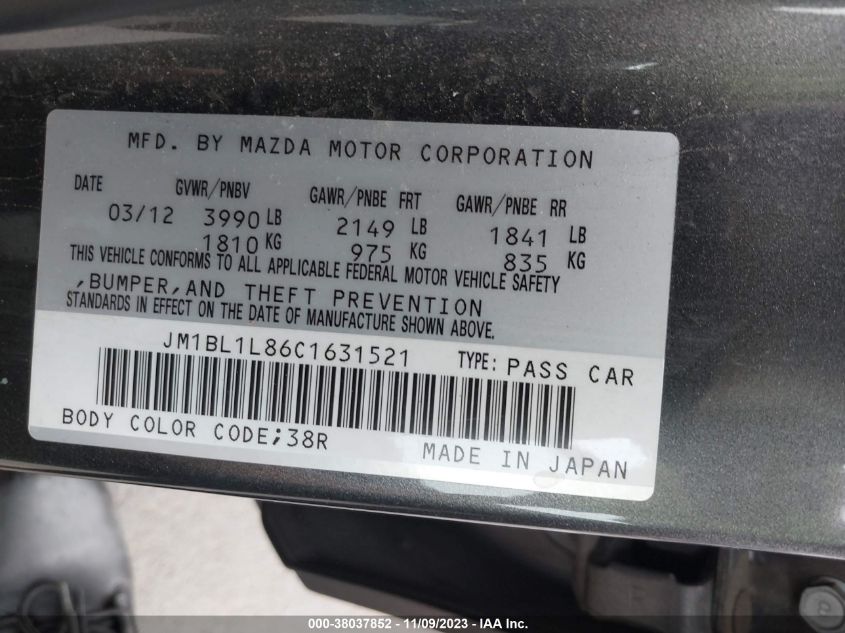 MFD. BY MAZDA MOTOR CORPORATION
DATE GVWR/PNBV GAWR/PNBE FRT GAWR/PNBE RR
03/12 3990 LB 2149 LB 1841 LB
1810 KG 975 KG 835 KG
THIS VEHICLE CONFORMS TO ALL APPLICABLE FEDERAL MOTOR VEHICLE SAFETY
,BUMPER,AND THEFT PREVENTION
STANDARDS IN EFFECT ON THE DATE OF MANUFACTURE SHOWN ABOVE.
JM1BL1L86C1631521 TYPE: PASS CAR
BODY COLOR CODE;38R
MADE IN JAPAN
000-38037852 - 11/09/2023 - IAA Inc.